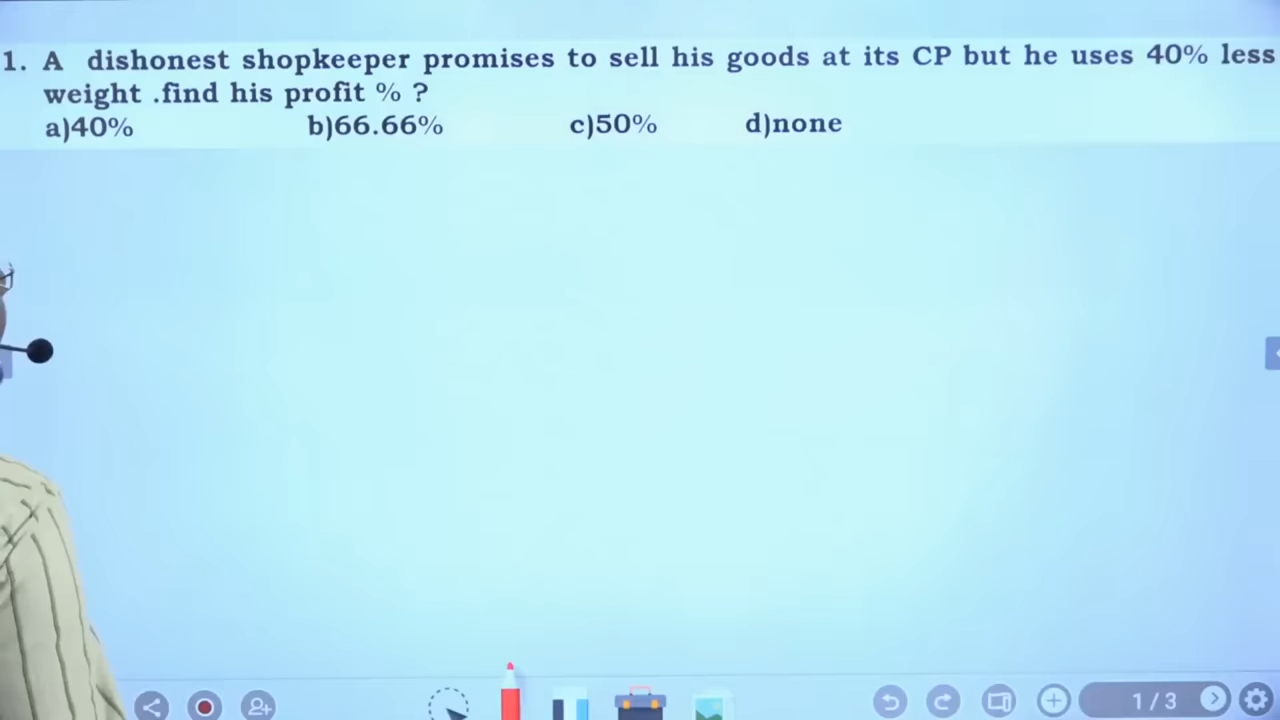 1. A dishonest shopkeeper promises to sell his goods at its CP but he uses 40% less
weight .find his profit % ?
a)40% b)66.66% c)50% d)none
1 / 3